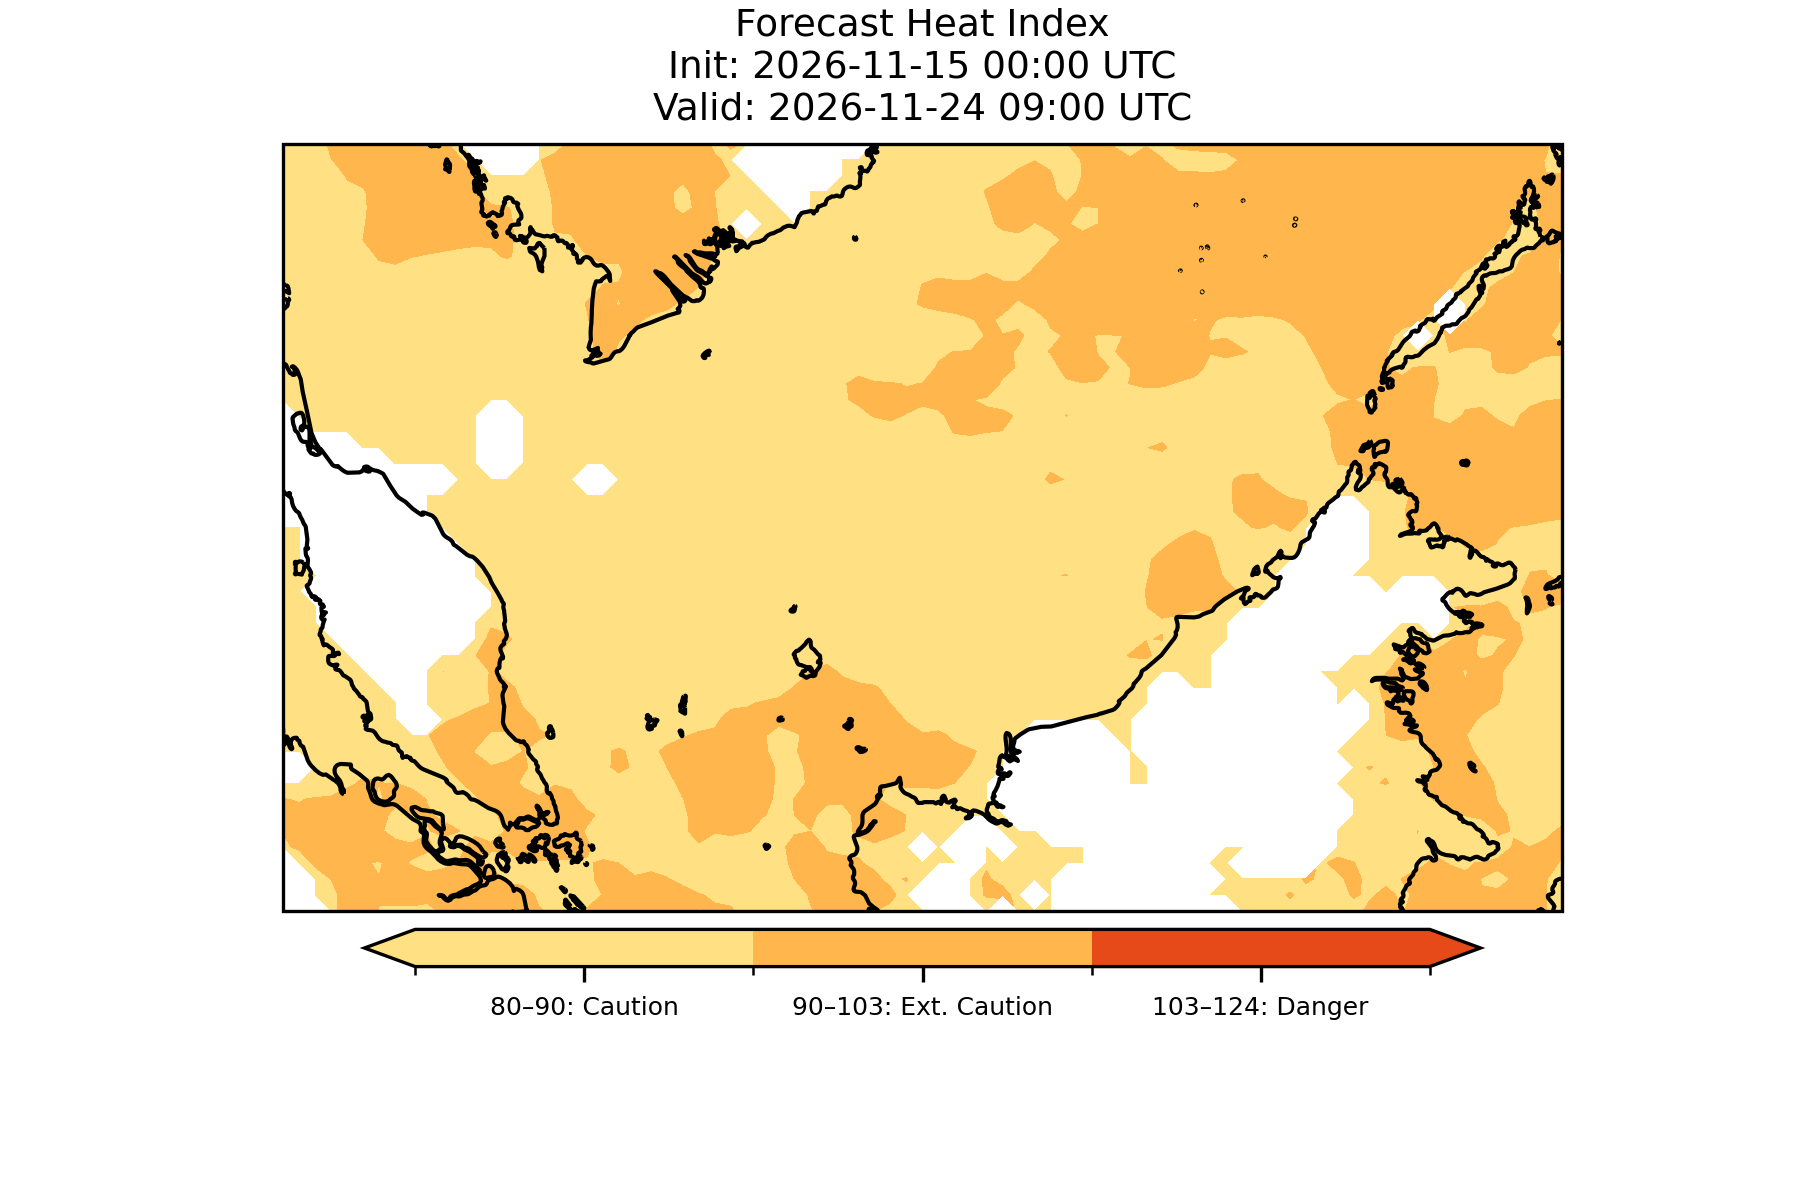 Forecast Heat Index
Init: 2026-11-15 00:00 UTC
Valid: 2026-11-24 09:00 UTC
80–90: Caution
90–103: Ext. Caution
103–124: Danger